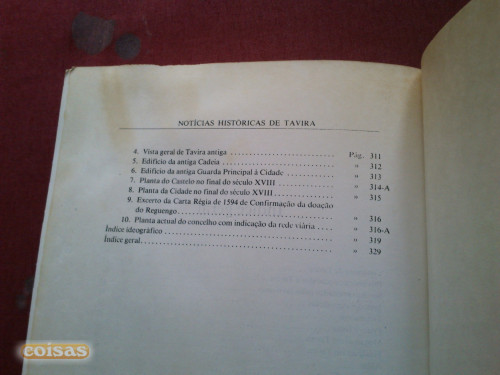 NOTÍCIAS HISTÓRICAS DE TAVIRA
4. Vista geral de Tavira antiga . . . . . . . . . . Pág. 311
5. Edifício da antiga Cadeia . . . . . . . . . . » 312
6. Edifício da antiga Guarda Principal à Cidade . . . . . . . . . . » 313
7. Planta do Castelo no final do século XVIII . . . . . . . . . . » 314-A
8. Planta da Cidade no final do século XVIII . . . . . . . . . . » 315
9. Excerto da Carta Régia de 1594 de Confirmação da doação
do Reguengo . . . . . . . . . . » 316
10. Planta actual do concelho com indicação da rede viária. . . . . » 316-A
Índice ideográfico . . . . . . . . . . » 319
Índice geral. . . . . . . . . . . » 329
coisas